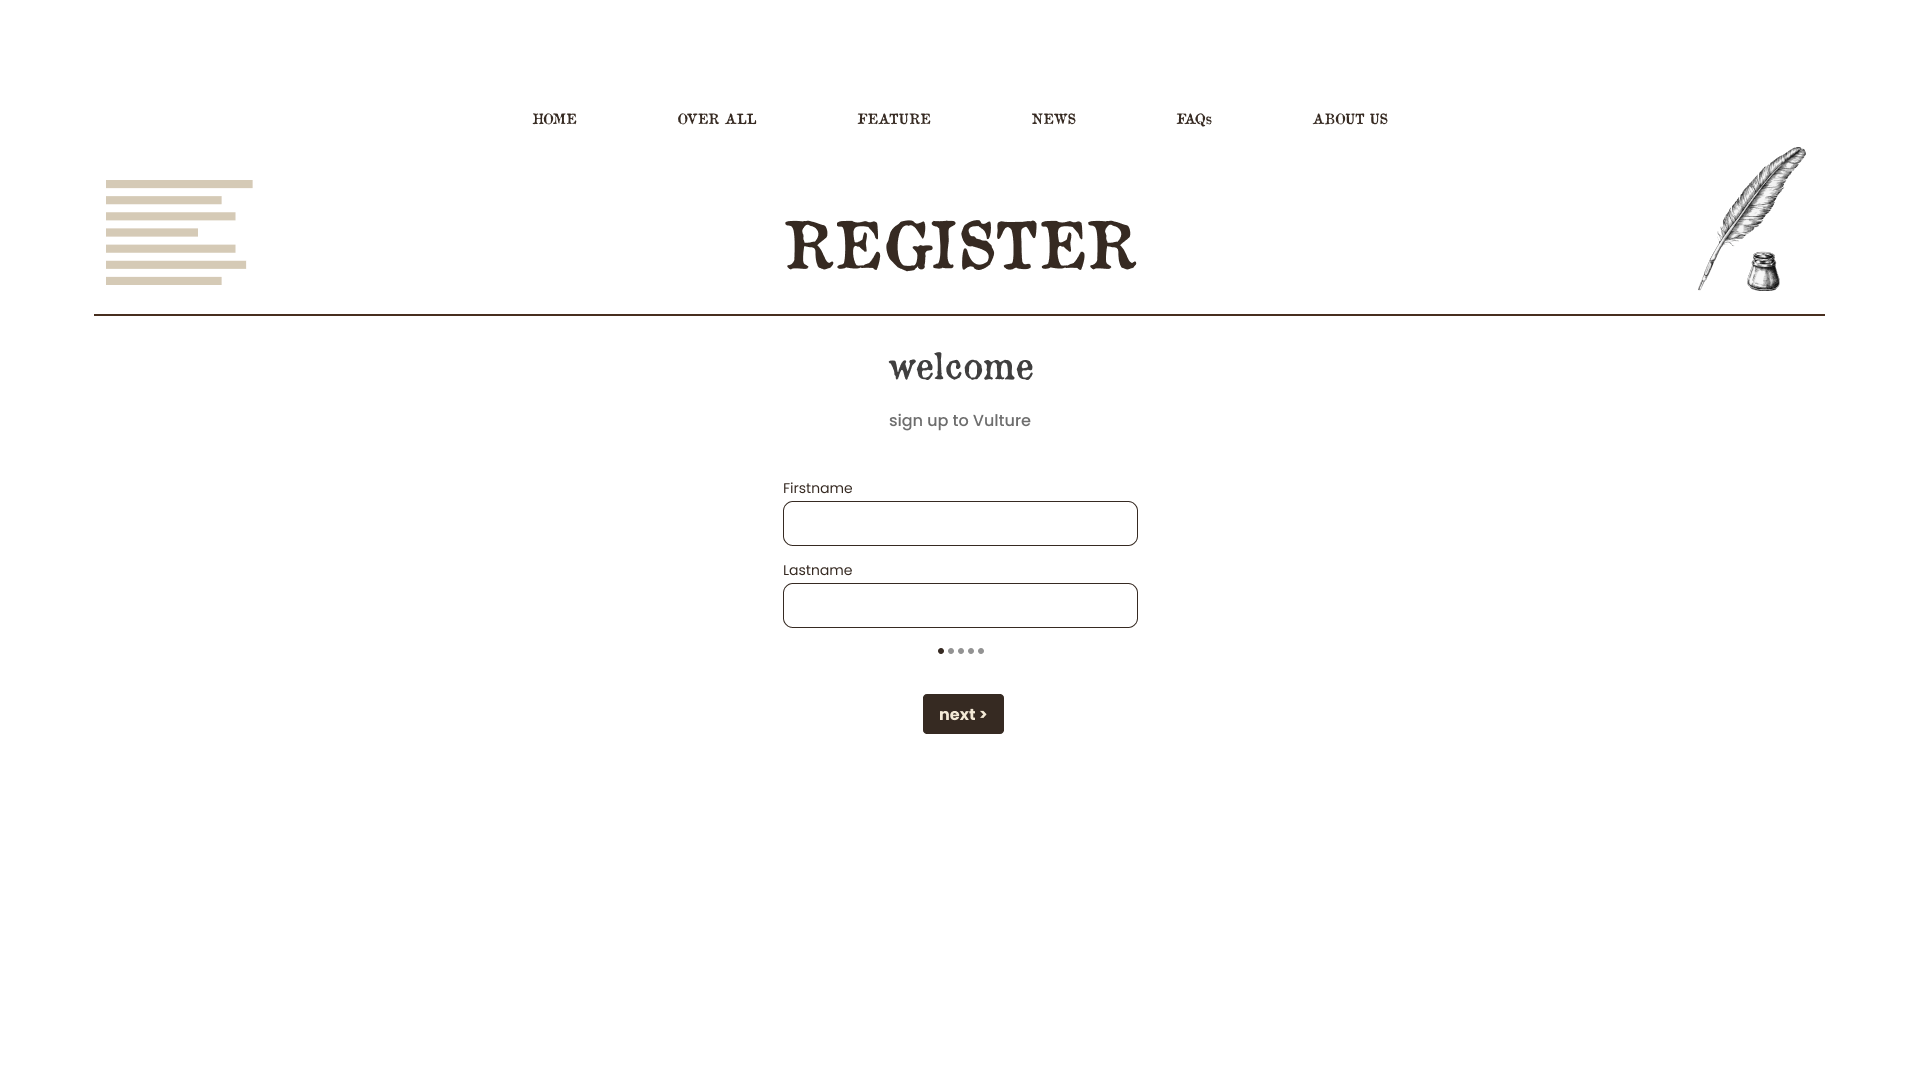 HOME OVER ALL FEATURE NEWS FAQs ABOUT US
REGISTER
welcome
sign up to Vulture
Firstname
Lastname
next >